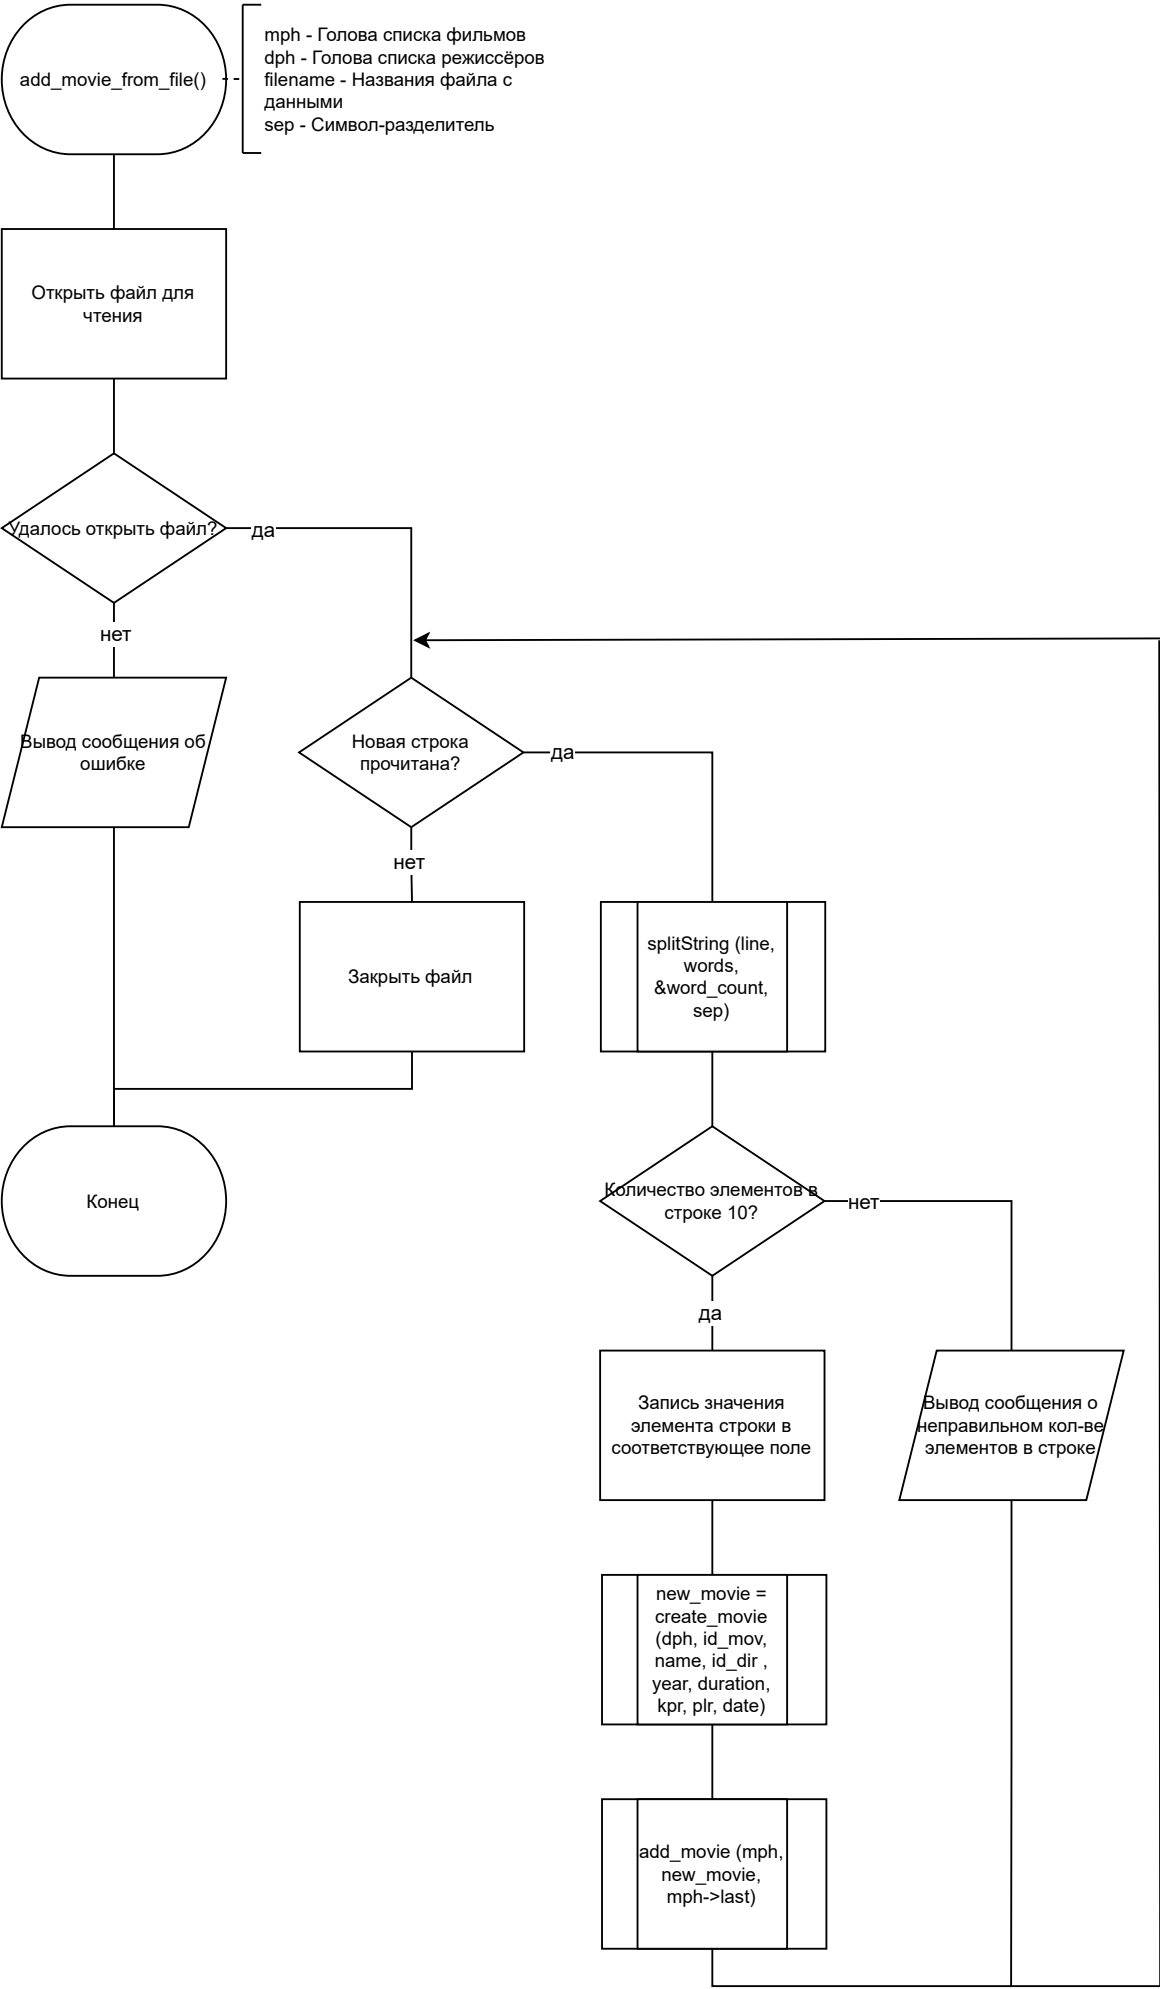 add_movie_from_file()
mph - Голова списка фильмов
dph - Голова списка режиссёров
filename - Названия файла с
данными
sep - Символ-разделитель
Открыть файл для
чтения
Удалось открыть файл?
да
нет
Вывод сообщения об
ошибке
Новая строка
прочитана?
да
нет
Закрыть файл
splitString (line,
words,
&word_count,
sep)
Конец
Количество элементов в
строке 10?
нет
да
Запись значения
элемента строки в
соответствующее поле
Вывод сообщения о
неправильном кол-ве
элементов в строке
new_movie =
create_movie
(dph, id_mov,
name, id_dir ,
year, duration,
kpr, plr, date)
add_movie (mph,
new_movie,
mph->last)